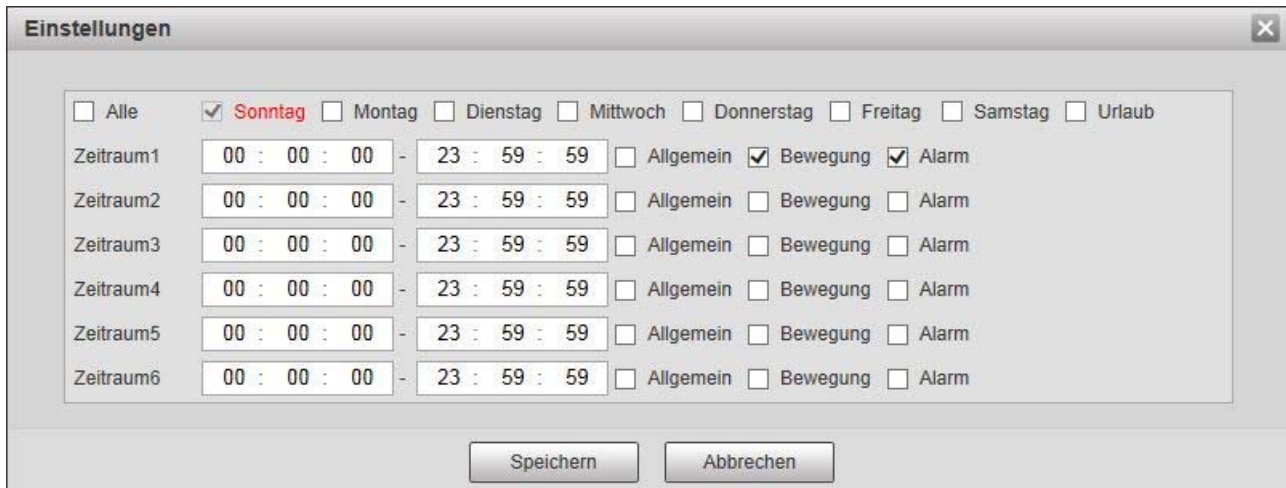 Einstellungen
Alle Sonntag Montag Dienstag Mittwoch Donnerstag Freitag Samstag Urlaub
Zeitraum1 00 : 00 : 00 - 23 : 59 : 59 Allgemein Bewegung Alarm
Zeitraum2 00 : 00 : 00 - 23 : 59 : 59 Allgemein Bewegung Alarm
Zeitraum3 00 : 00 : 00 - 23 : 59 : 59 Allgemein Bewegung Alarm
Zeitraum4 00 : 00 : 00 - 23 : 59 : 59 Allgemein Bewegung Alarm
Zeitraum5 00 : 00 : 00 - 23 : 59 : 59 Allgemein Bewegung Alarm
Zeitraum6 00 : 00 : 00 - 23 : 59 : 59 Allgemein Bewegung Alarm
Speichern Abbrechen